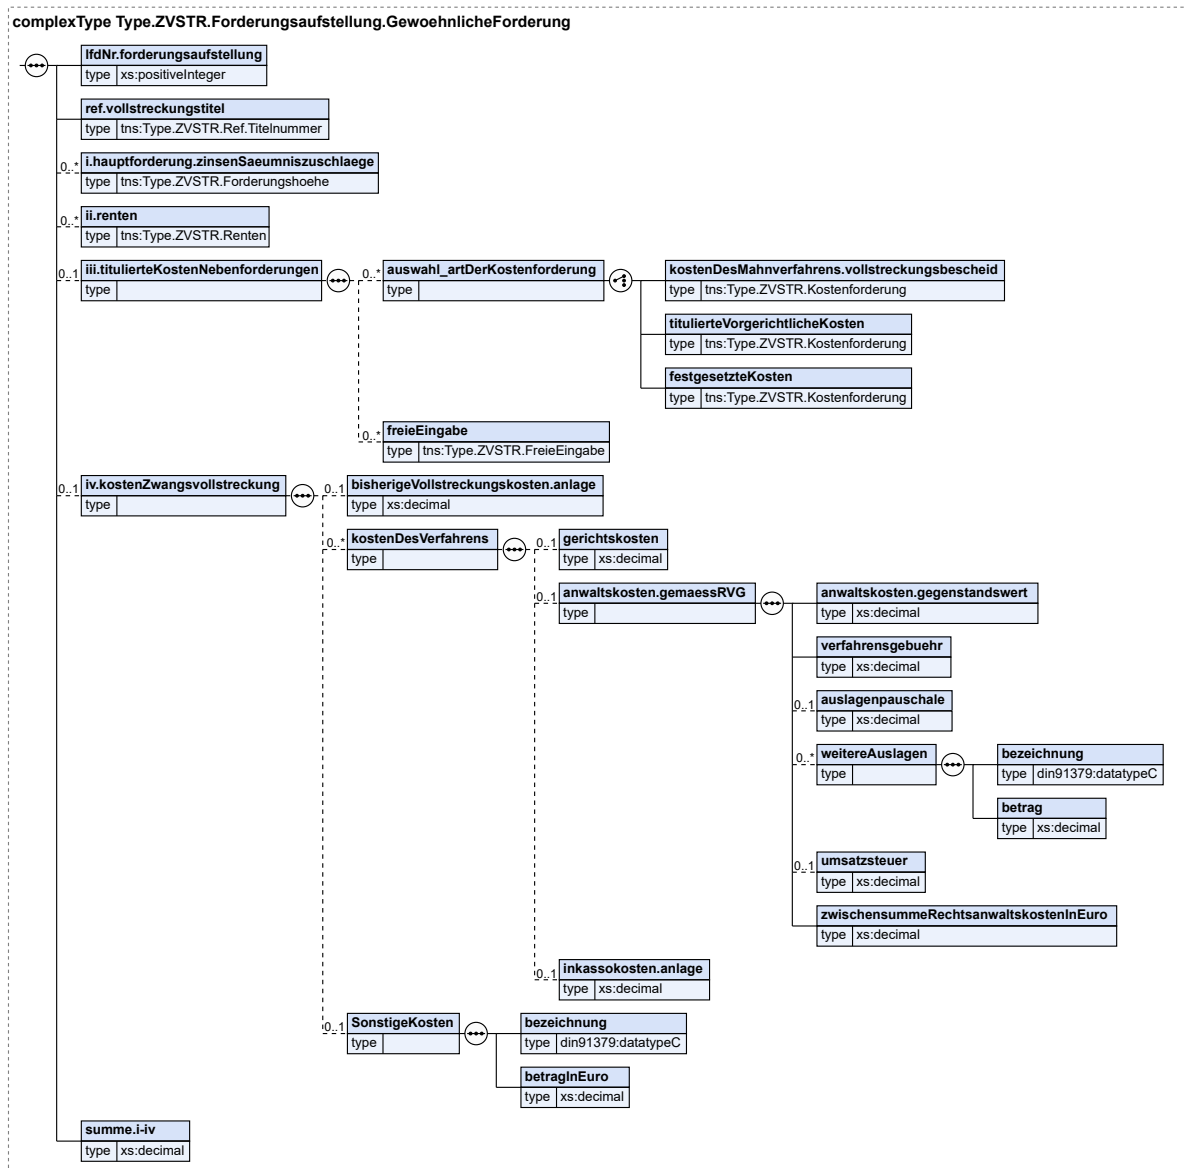 complexType Type.ZVSTR.Forderungsaufstellung.GewoehnlicheForderung
lfdNr.forderungsaufstellung
type xs:positiveInteger
ref.vollstreckungstitel
type tns:Type.ZVSTR.Ref.Titelnummer
0..* i.hauptforderung.zinsenSaeumniszuschlaege
type tns:Type.ZVSTR.Forderungshoehe
0..* ii.renten
type tns:Type.ZVSTR.Renten
0..1 iii.titulierteKostenNebenforderungen 0..* auswahl_artDerKostenforderung kostenDesMahnverfahrens.vollstreckungsbescheid
type type type tns:Type.ZVSTR.Kostenforderung
titulierteVorgerichtlicheKosten
type tns:Type.ZVSTR.Kostenforderung
festgesetzteKosten
type tns:Type.ZVSTR.Kostenforderung
0..* freieEingabe
type tns:Type.ZVSTR.FreieEingabe
0..1 iv.kostenZwangsvollstreckung 0..1 bisherigeVollstreckungskosten.anlage
type type xs:decimal
0..* kostenDesVerfahrens 0..1 gerichtskosten
type type xs:decimal
0..1 anwaltskosten.gemaessRVG anwaltskosten.gegenstandswert
type type xs:decimal
verfahrensgebuehr
type xs:decimal
0..1 auslagenpauschale
type xs:decimal
0..* weitereAuslagen bezeichnung
type type din91379:datatypeC
betrag
type xs:decimal
0..1 umsatzsteuer
type xs:decimal
zwischensummeRechtsanwaltskostenInEuro
type xs:decimal
0..1 inkassokosten.anlage
type xs:decimal
0..1 SonstigeKosten bezeichnung
type type din91379:datatypeC
betragInEuro
type xs:decimal
summe.i-iv
type xs:decimal